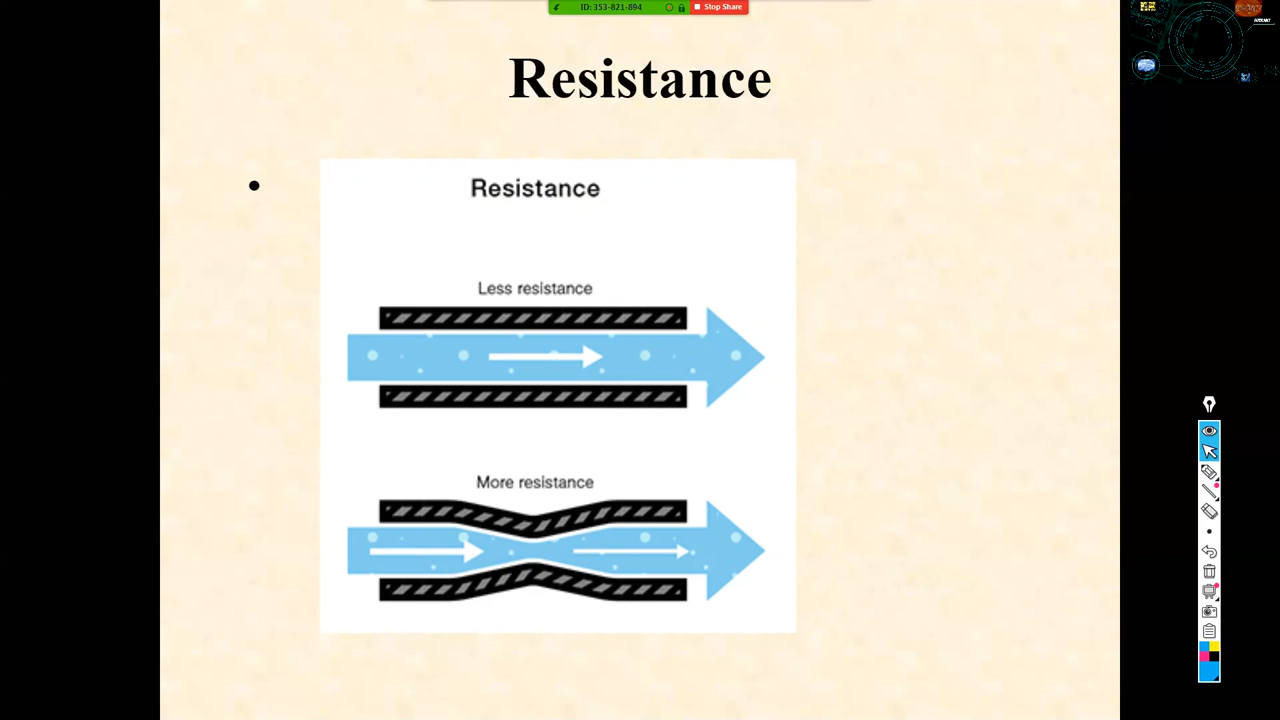 ID: 353-821-894
Stop Share
Resistance
Resistance
Less resistance
More resistance